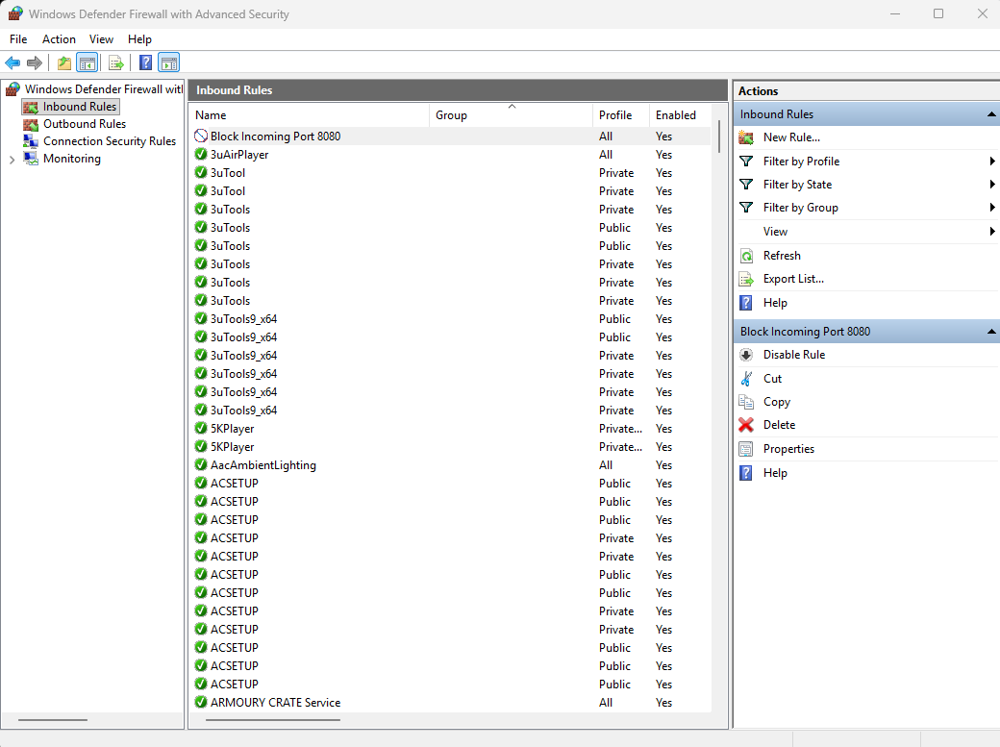 Windows Defender Firewall with Advanced Security
File Action View Help
Windows Defender Firewall witl
Inbound Rules
Outbound Rules
Connection Security Rules
Monitoring
Inbound Rules
Name Group Profile Enabled
Block Incoming Port 8080 All Yes
3uAirPlayer All Yes
3uTool Private Yes
3uTool Private Yes
3uTools Private Yes
3uTools Public Yes
3uTools Public Yes
3uTools Private Yes
3uTools Private Yes
3uTools Private Yes
3uTools9_x64 Public Yes
3uTools9_x64 Public Yes
3uTools9_x64 Private Yes
3uTools9_x64 Private Yes
3uTools9_x64 Private Yes
3uTools9_x64 Private Yes
5KPlayer Private... Yes
5KPlayer Private... Yes
AacAmbientLighting All Yes
ACSETUP Public Yes
ACSETUP Public Yes
ACSETUP Public Yes
ACSETUP Private Yes
ACSETUP Private Yes
ACSETUP Public Yes
ACSETUP Public Yes
ACSETUP Private Yes
ACSETUP Private Yes
ACSETUP Public Yes
ACSETUP Public Yes
ACSETUP Public Yes
ARMOURY CRATE Service All Yes
Actions
Inbound Rules
New Rule...
Filter by Profile
Filter by State
Filter by Group
View
Refresh
Export List...
Help
Block Incoming Port 8080
Disable Rule
Cut
Copy
Delete
Properties
Help